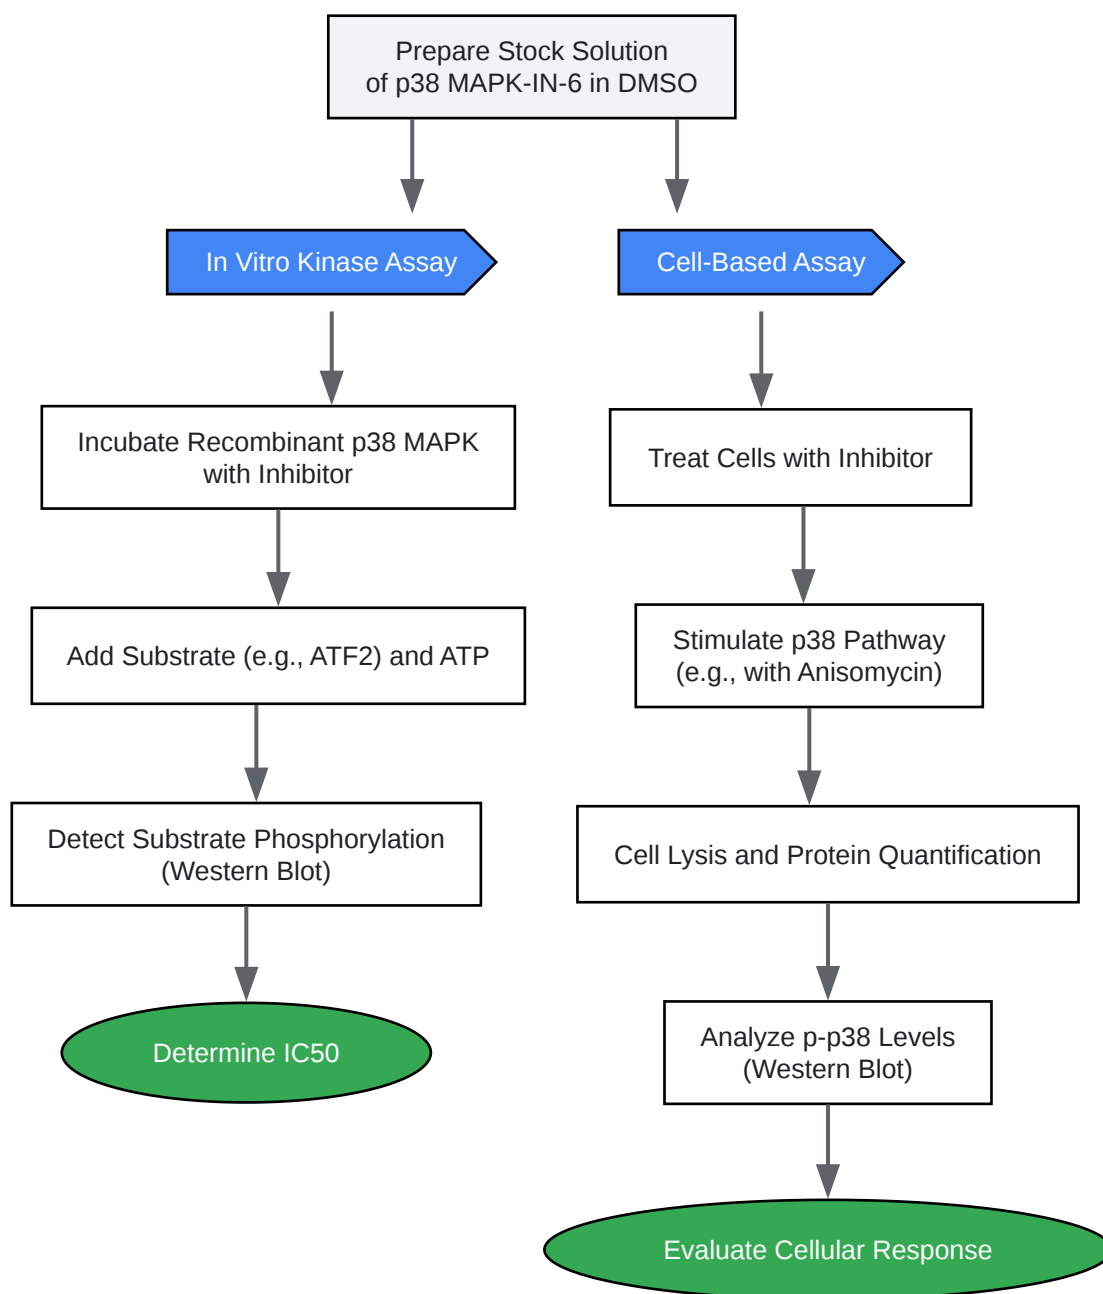 Prepare Stock Solution
of p38 MAPK-IN-6 in DMSO
In Vitro Kinase Assay
Incubate Recombinant p38 MAPK
with Inhibitor
Add Substrate (e.g., ATF2) and ATP
Detect Substrate Phosphorylation
(Western Blot)
Determine IC50
Cell-Based Assay
Treat Cells with Inhibitor
Stimulate p38 Pathway
(e.g., with Anisomycin)
Cell Lysis and Protein Quantification
Analyze p-p38 Levels
(Western Blot)
Evaluate Cellular Response